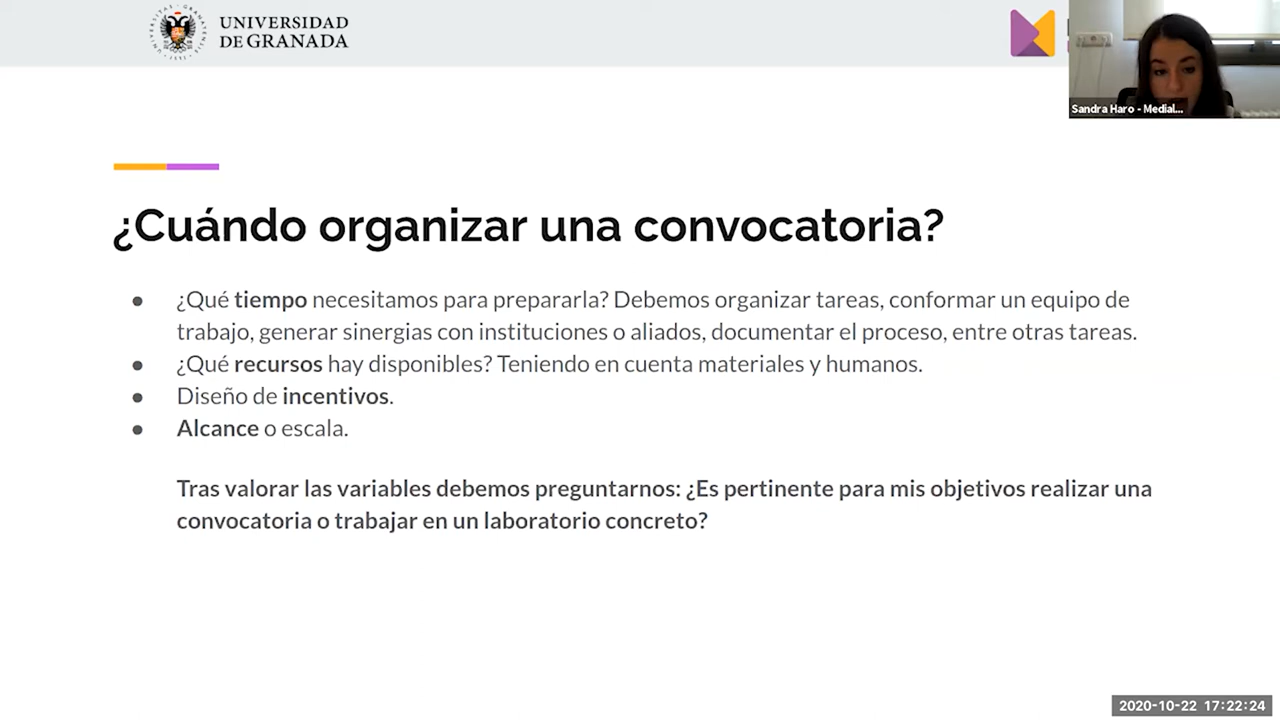 UNIVERSIDAD
DE GRANADA
Sandra Haro - Medial...
¿Cuándo organizar una convocatoria?
● ¿Qué tiempo necesitamos para prepararla? Debemos organizar tareas, conformar un equipo de
trabajo, generar sinergias con instituciones o aliados, documentar el proceso, entre otras tareas.
● ¿Qué recursos hay disponibles? Teniendo en cuenta materiales y humanos.
● Diseño de incentivos.
● Alcance o escala.
Tras valorar las variables debemos preguntarnos: ¿Es pertinente para mis objetivos realizar una
convocatoria o trabajar en un laboratorio concreto?
2020-10-22 17:22:24